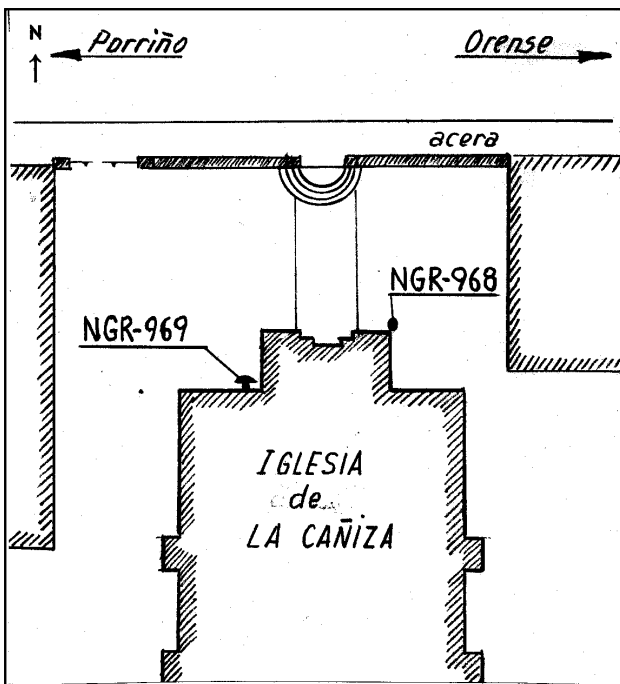 N
Porriño
Orense
acera
NGR-968
NGR-969
IGLESIA
de
LA CAÑIZA